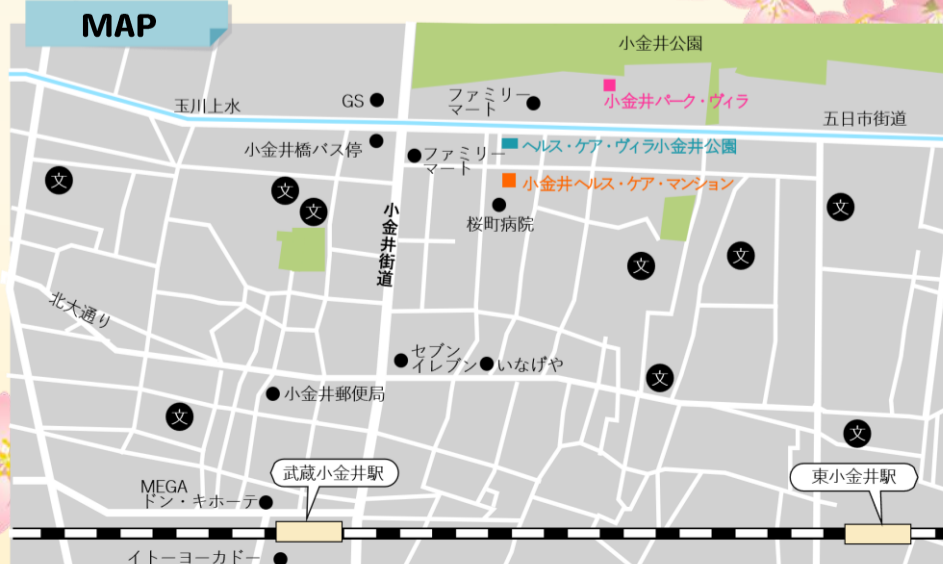 MAP
小金井公園
小金井パーク・ヴィラ
玉川上水
GS
ファミリー
マート
五日市街道
小金井橋バス停
ファミリー
マート
ヘルス・ケア・ヴィラ小金井公園
小金井ヘルス・ケア・マンション
文
文
文
文
桜町病院
小金井街道
文
文
北大通り
セブン
イレブン
いなげや
文
小金井郵便局
文
文
武蔵小金井駅
東小金井駅
MEGA
ドン・キホーテ
イトーヨーカドー